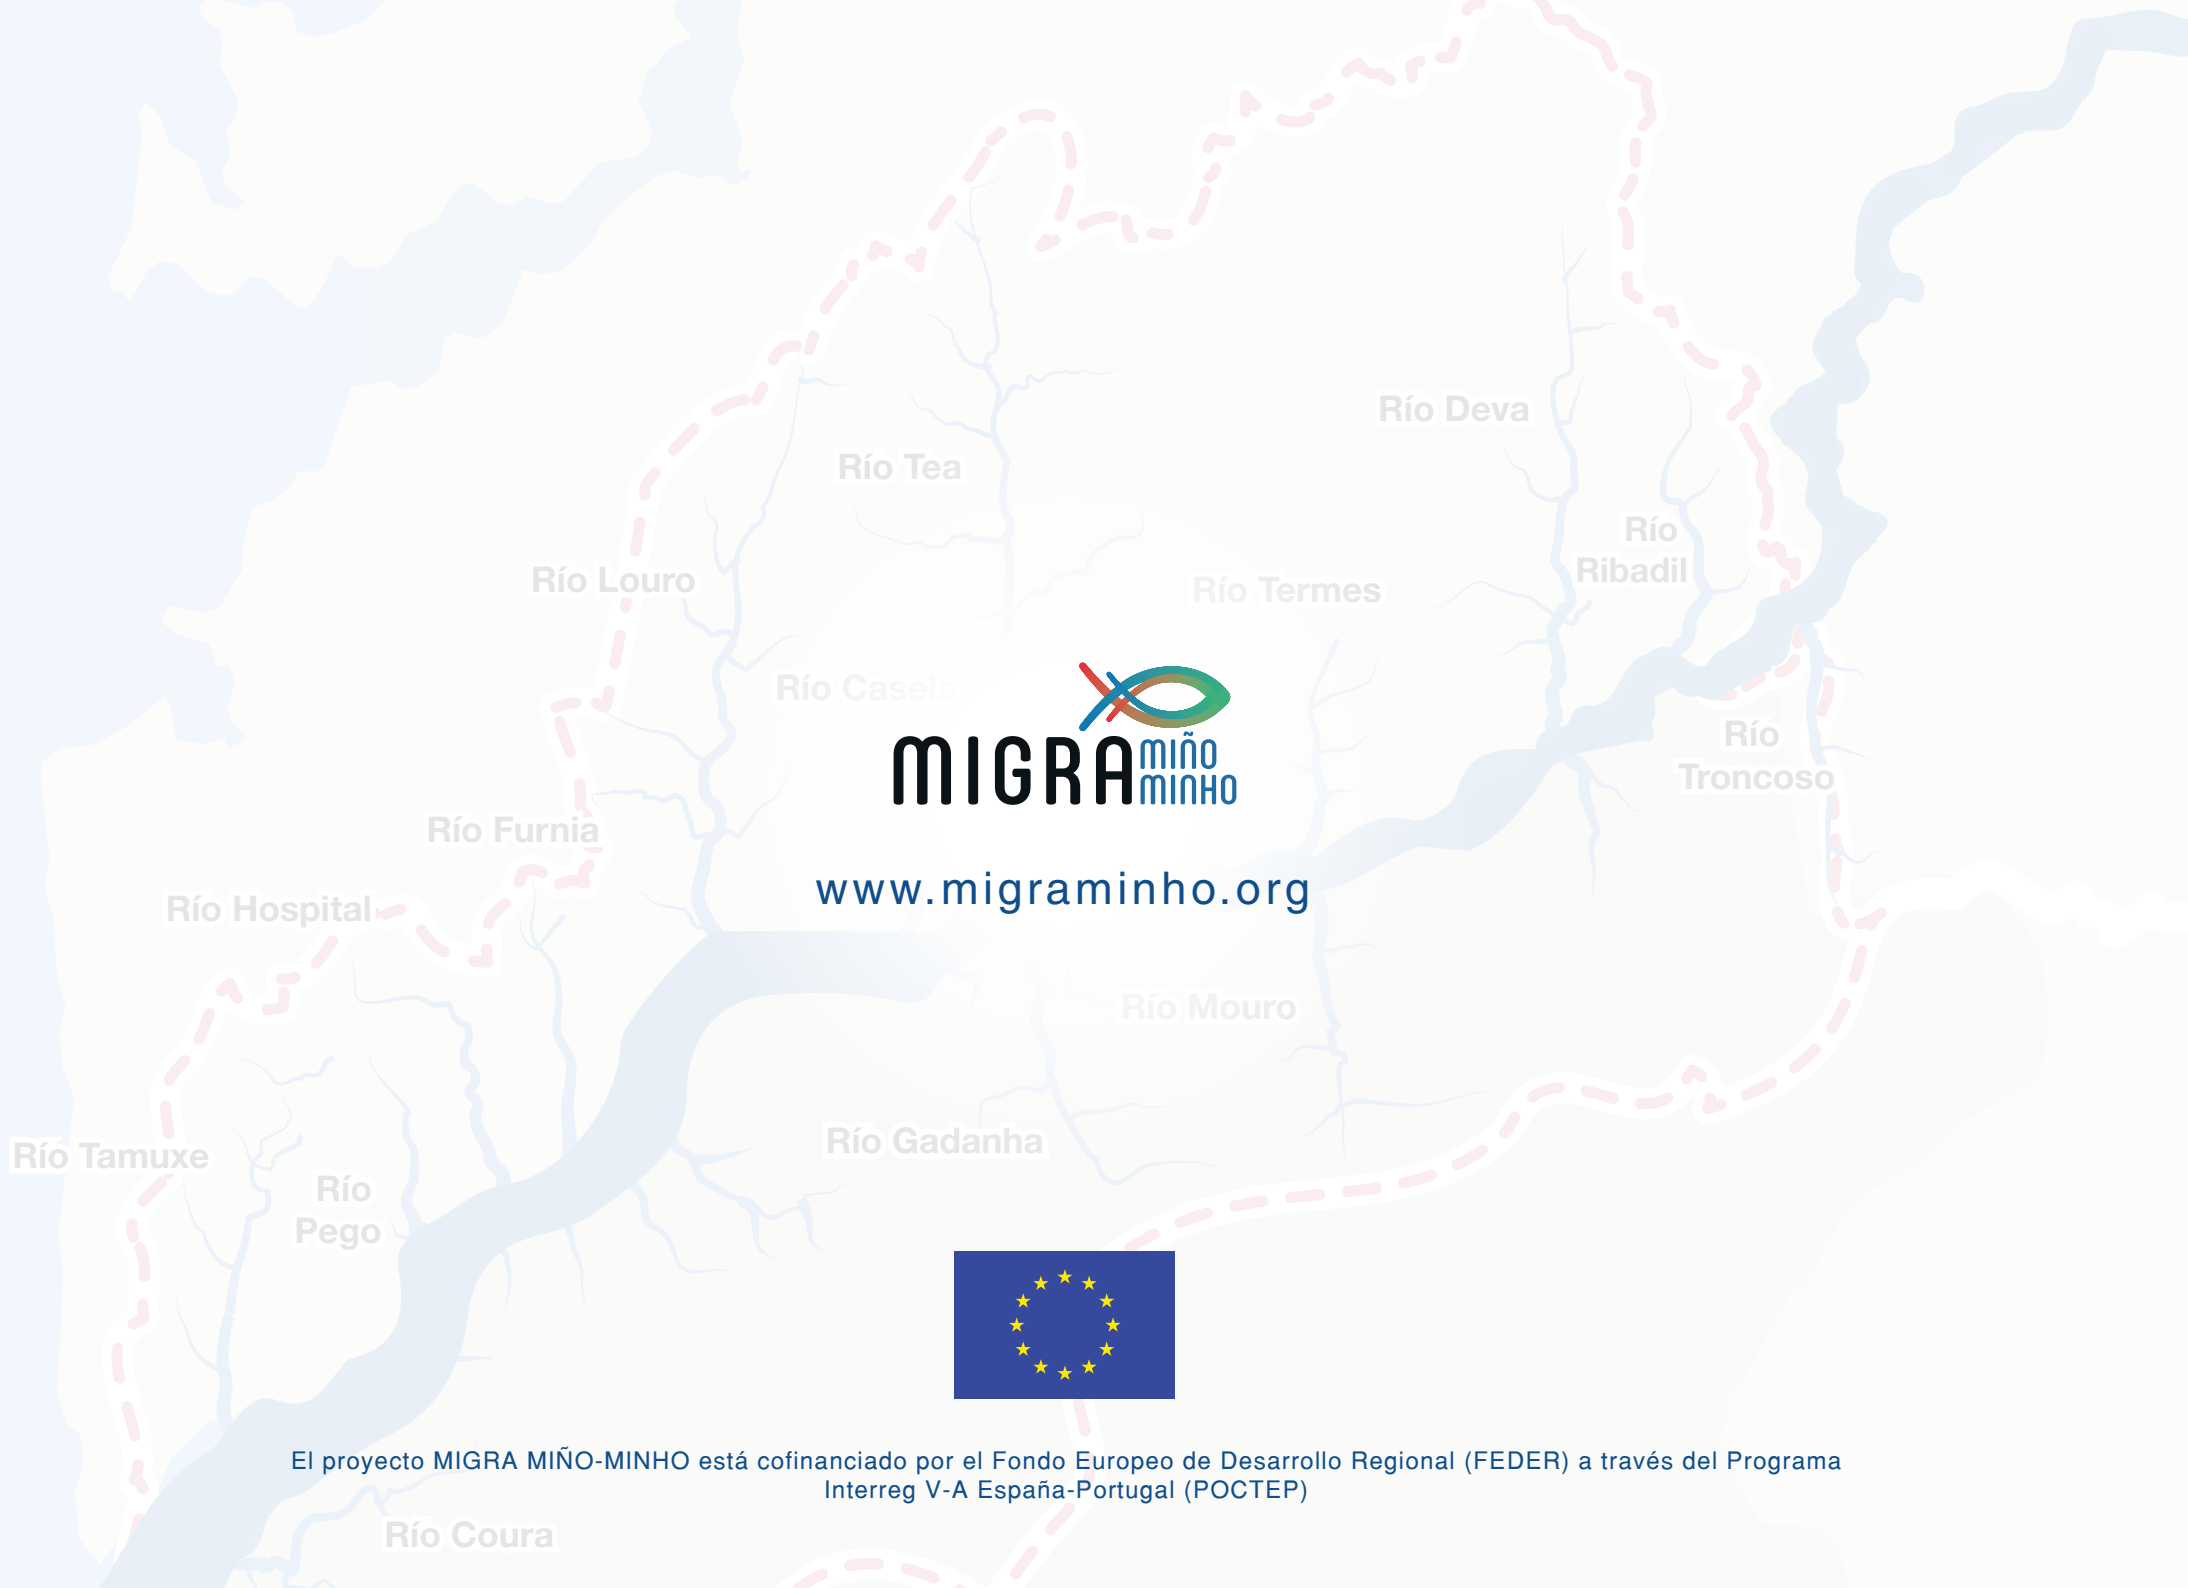 Río Deva
Río Tea
Río
Ribadil
Río Louro
Río Termes
Río Caselas
MIGRA MIÑO
MINHO
Río
Troncoso
Río Furnia
www.migraminho.org
Río Hospital
Río Mouro
Río Gadanha
Río Tamuxe
Río
Pego
El proyecto MIGRA MIÑO-MINHO está cofinanciado por el Fondo Europeo de Desarrollo Regional (FEDER) a través del Programa
Interreg V-A España-Portugal (POCTEP)
Río Coura